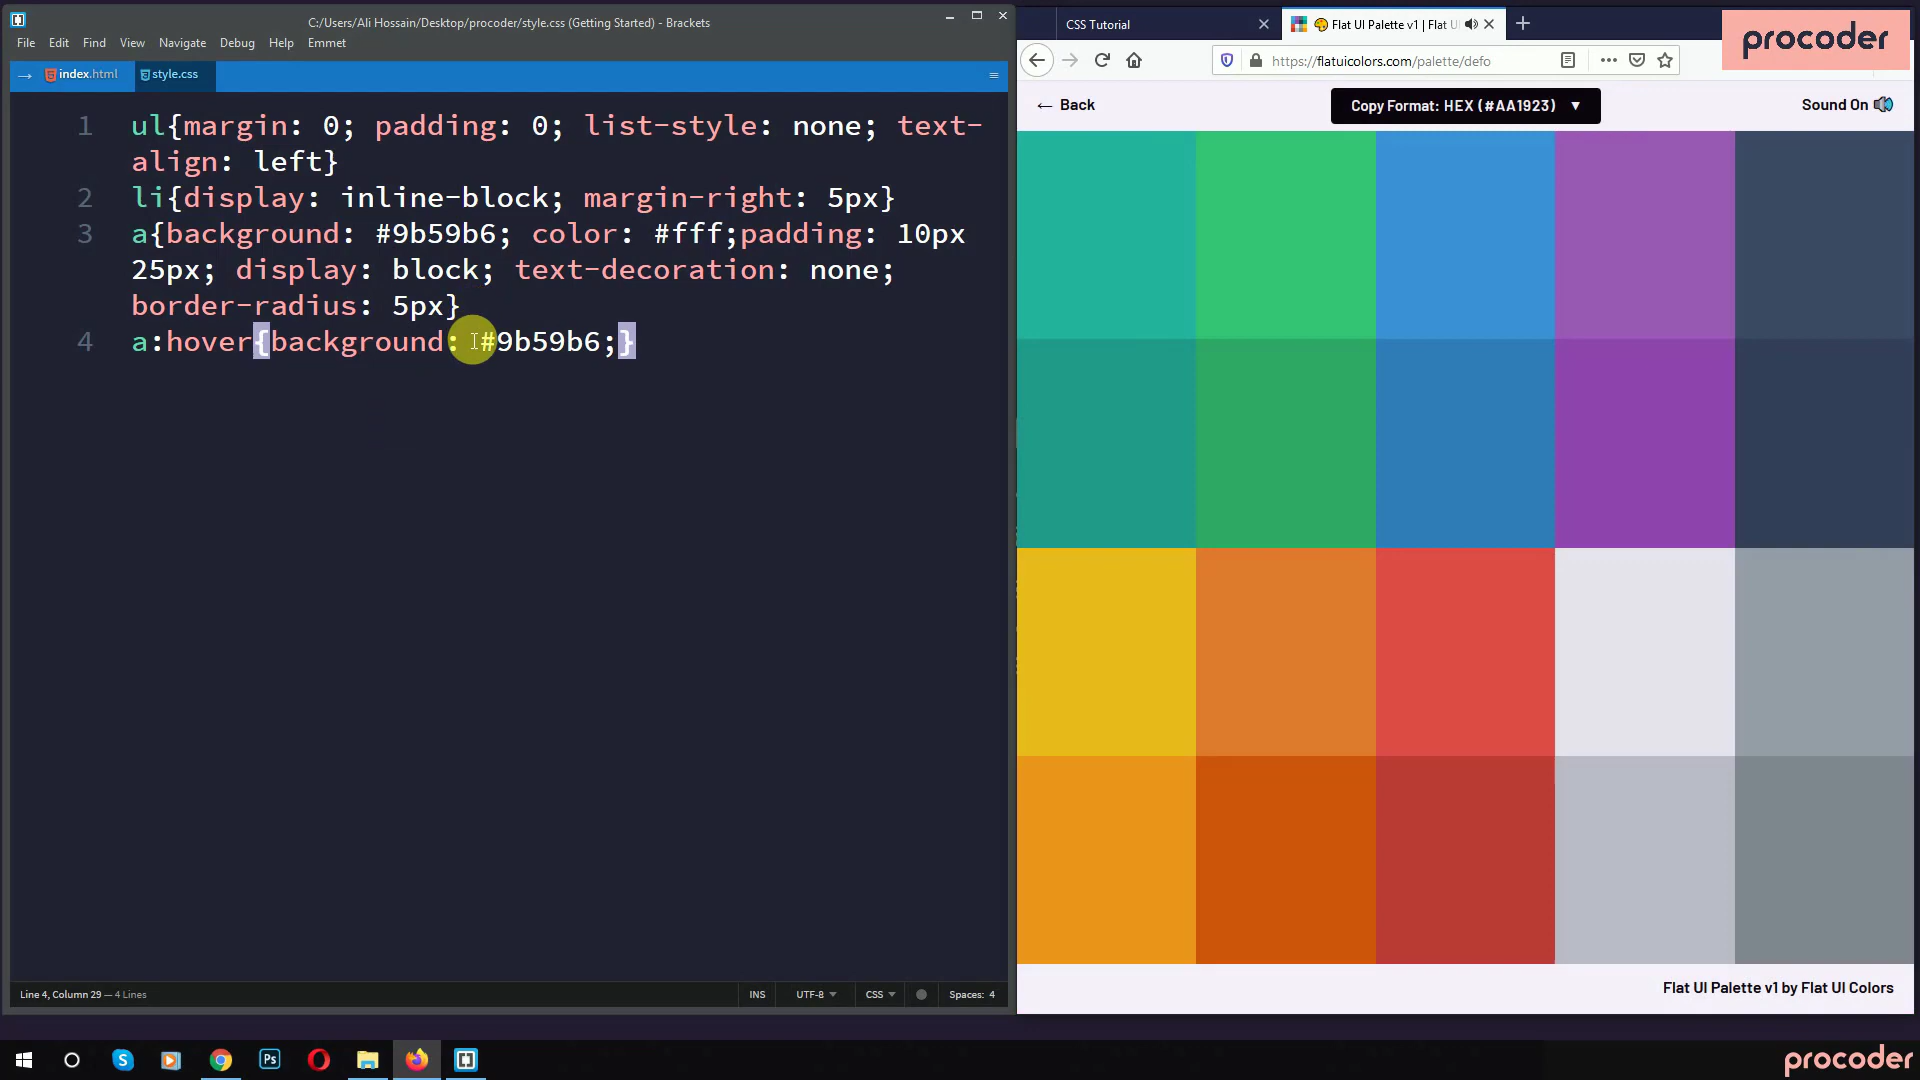 C:/Users/Ali Hossain/Desktop/procoder/style.css (Getting Started) - Brackets
File Edit Find View Navigate Debug Help Emmet
index.html style.css
1 ul{margin: 0; padding: 0; list-style: none; text-
align: left}
2 li{display: inline-block; margin-right: 5px}
3 a{background: #9b59b6; color: #fff;padding: 10px
25px; display: block; text-decoration: none;
border-radius: 5px}
4 a:hover{background: #9b59b6;}
Line 4, Column 29 — 4 Lines
INS UTF-8 CSS Spaces: 4
CSS Tutorial
Flat UI Palette v1 | Flat U
procoder
https://flatuicolors.com/palette/defo
← Back
Copy Format: HEX (#AA1923) ▼
Sound On
Flat UI Palette v1 by Flat UI Colors
Ps
procoder